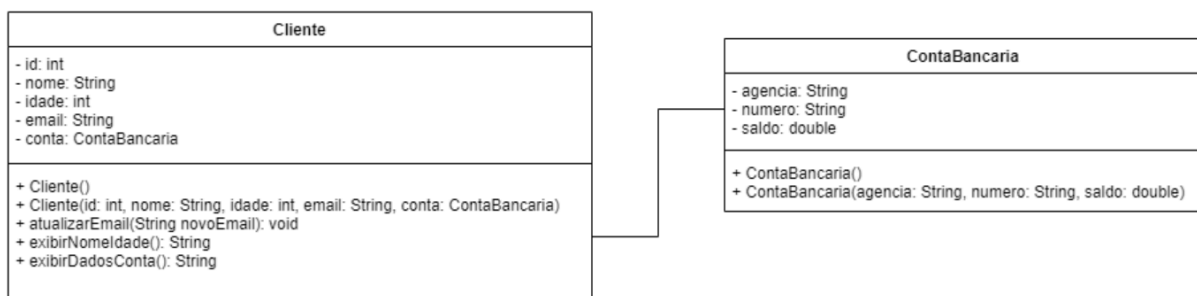 Cliente
- id: int
- nome: String
- idade: int
- email: String
- conta: ContaBancaria
+ Cliente()
+ Cliente(id: int, nome: String, idade: int, email: String, conta: ContaBancaria)
+ atualizarEmail(String novoEmail): void
+ exibirNomeIdade(): String
+ exibirDadosConta(): String
ContaBancaria
- agencia: String
- numero: String
- saldo: double
+ ContaBancaria()
+ ContaBancaria(agencia: String, numero: String, saldo: double)